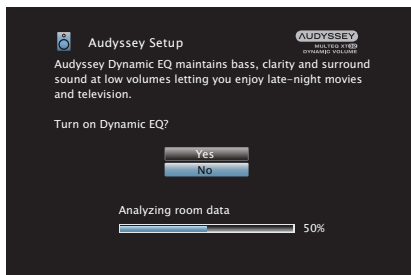 Audyssey Setup
AUDYSSEY
MULTEQ XT32
DYNAMIC VOLUME
Audyssey Dynamic EQ maintains bass, clarity and surround
sound at low volumes letting you enjoy late-night movies
and television.
Turn on Dynamic EQ?
Yes
No
Analyzing room data
50%